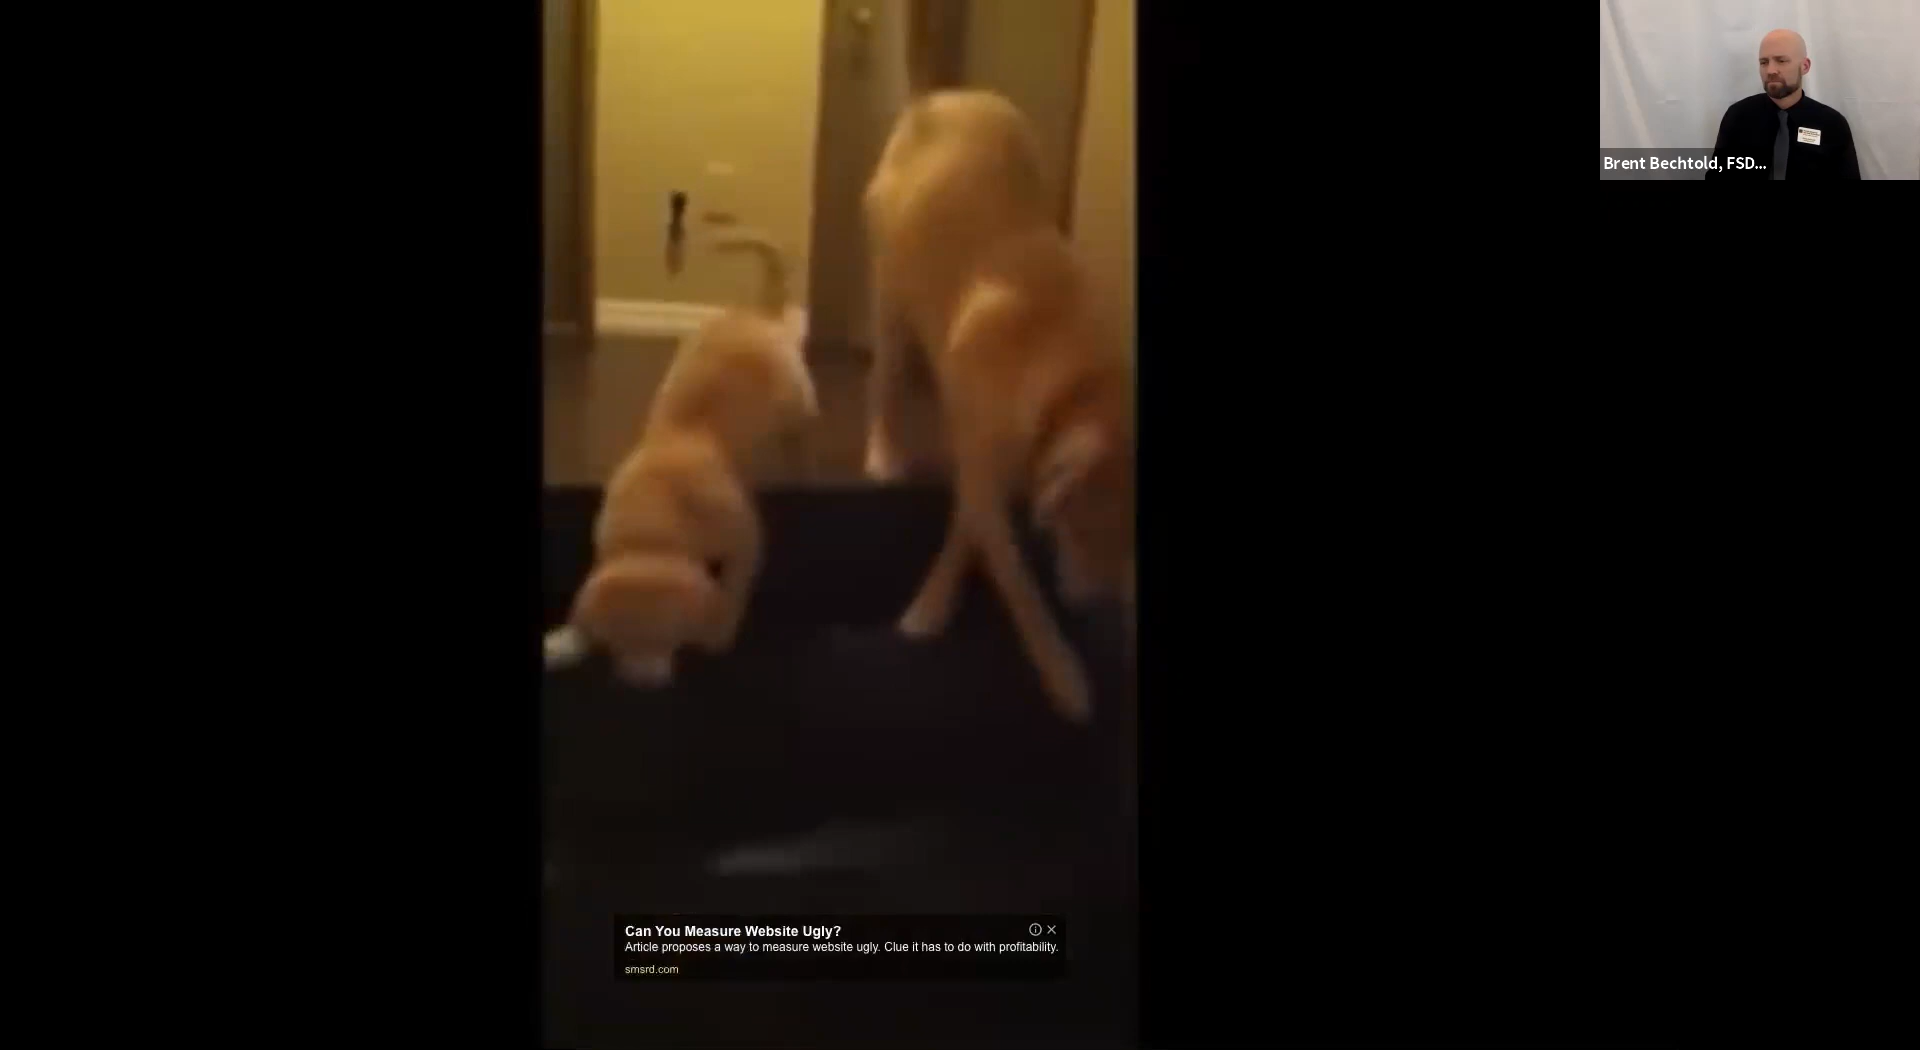 Brent Bechtold, FSD...
Can You Measure Website Ugly?
Article proposes a way to measure website ugly. Clue it has to do with profitability.
smsrd.com